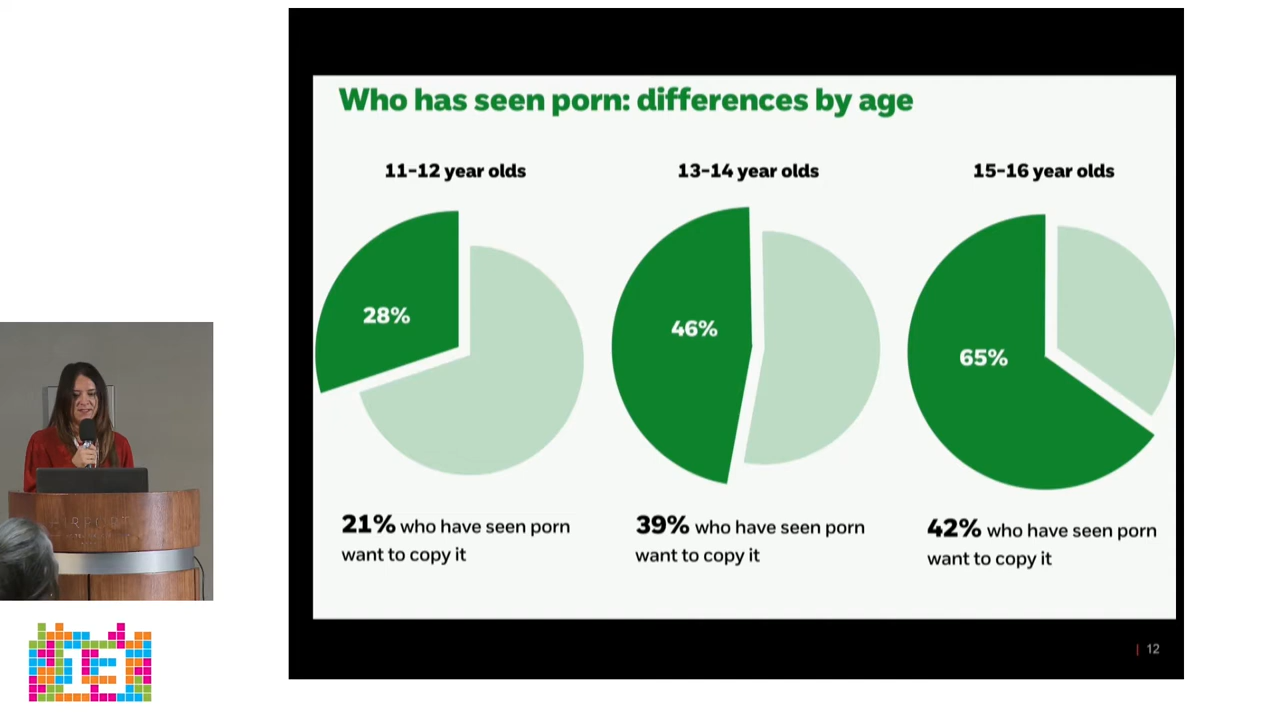 Who has seen porn: differences by age
11-12 year olds
13-14 year olds
15-16 year olds
28%
46%
65%
21% who have seen porn
want to copy it
39% who have seen porn
want to copy it
42% who have seen porn
want to copy it
| 12